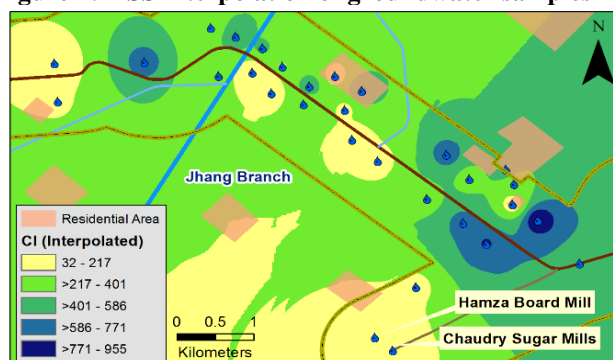 N
Jhang Branch
Residential Area
Cl (Interpolated)
32 - 217
>217 - 401
>401 - 586
>586 - 771
>771 - 955
0 0.5 1
Kilometers
Hamza Board Mill
Chaudry Sugar Mills